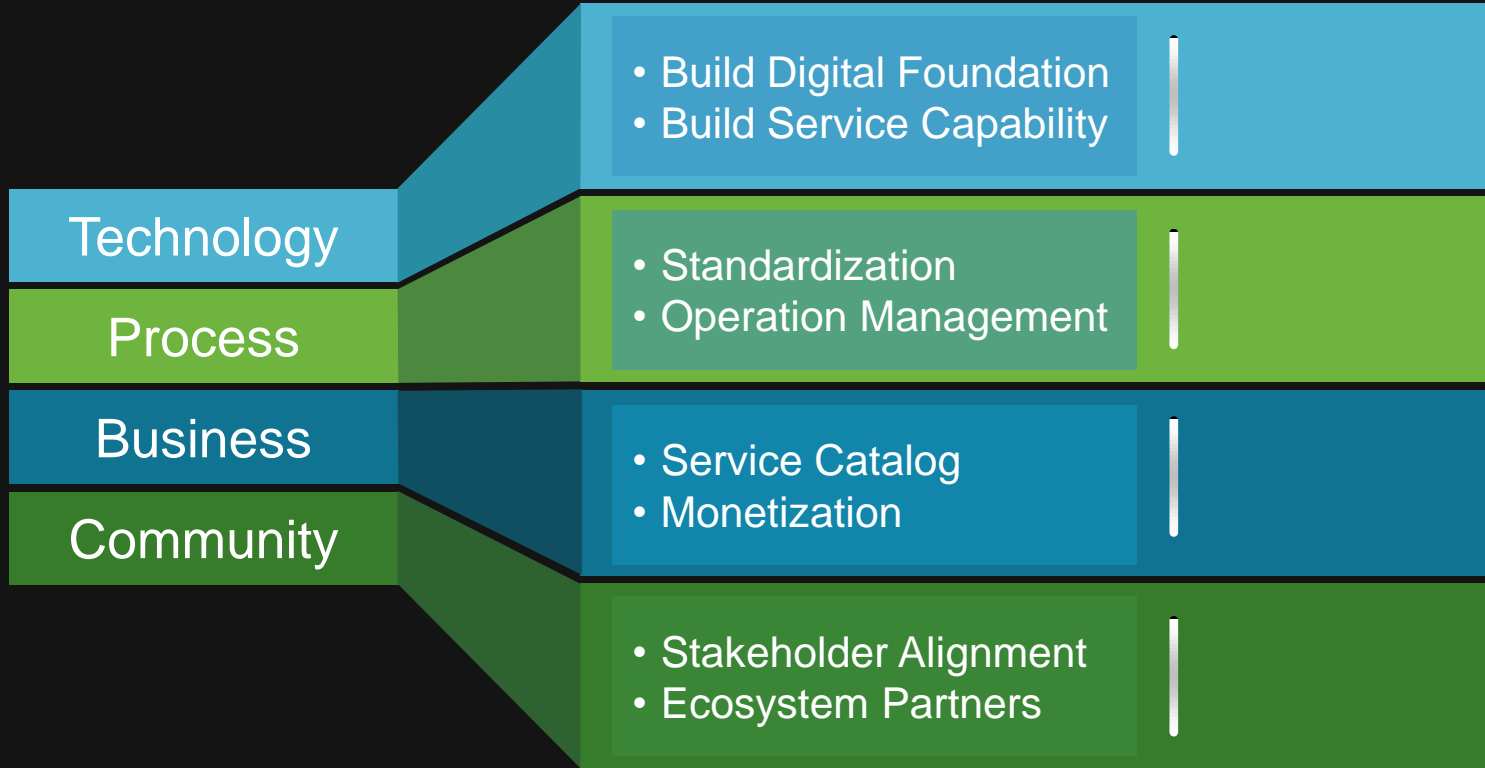 Technology
• Build Digital Foundation
• Build Service Capability
Process
• Standardization
• Operation Management
Business
• Service Catalog
• Monetization
Community
• Stakeholder Alignment
• Ecosystem Partners